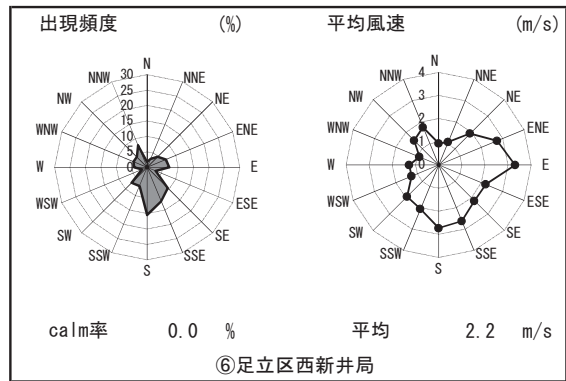 出現頻度 (%)
N
NNE
NE
ENE
E
ESE
SE
SSE
S
SSW
SW
WSW
W
WNW
NW
NNW
30
25
20
15
10
5
0
calm率 0.0 %
平均風速 (m/s)
N
NNE
NE
ENE
E
ESE
SE
SSE
S
SSW
SW
WSW
W
WNW
NW
NNW
4
3
2
1
0
平均 2.2 m/s
⑥足立区西新井局